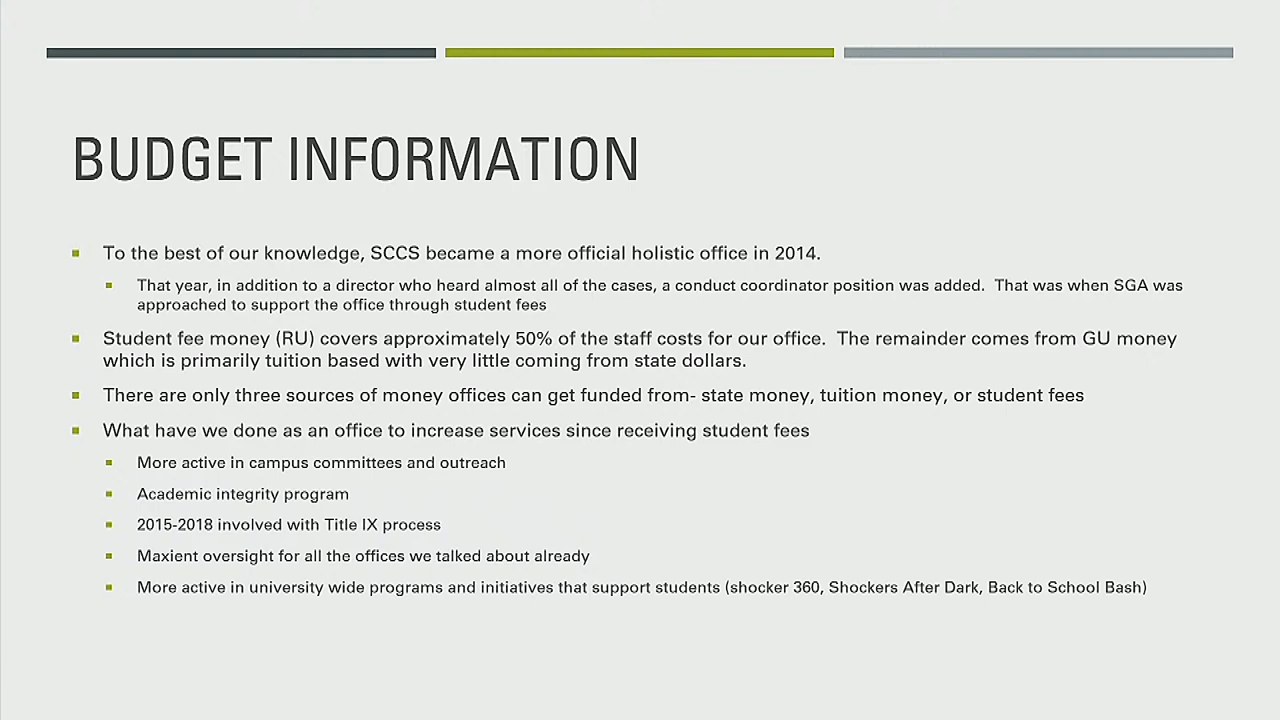 BUDGET INFORMATION
To the best of our knowledge, SCCS became a more official holistic office in 2014.
That year, in addition to a director who heard almost all of the cases, a conduct coordinator position was added.  That was when SGA was
approached to support the office through student fees
Student fee money (RU) covers approximately 50% of the staff costs for our office.  The remainder comes from GU money
which is primarily tuition based with very little coming from state dollars.
There are only three sources of money offices can get funded from- state money, tuition money, or student fees
What have we done as an office to increase services since receiving student fees
More active in campus committees and outreach
Academic integrity program
2015-2018 involved with Title IX process
Maxient oversight for all the offices we talked about already
More active in university wide programs and initiatives that support students (shocker 360, Shockers After Dark, Back to School Bash)